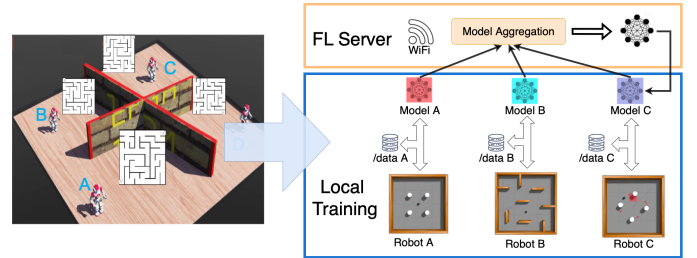 C
B
D
A
FL Server
WiFi
Model Aggregation
Model A
Model B
Model C
/data A
/data B
/data C
Local
Training
Robot A
Robot B
Robot C